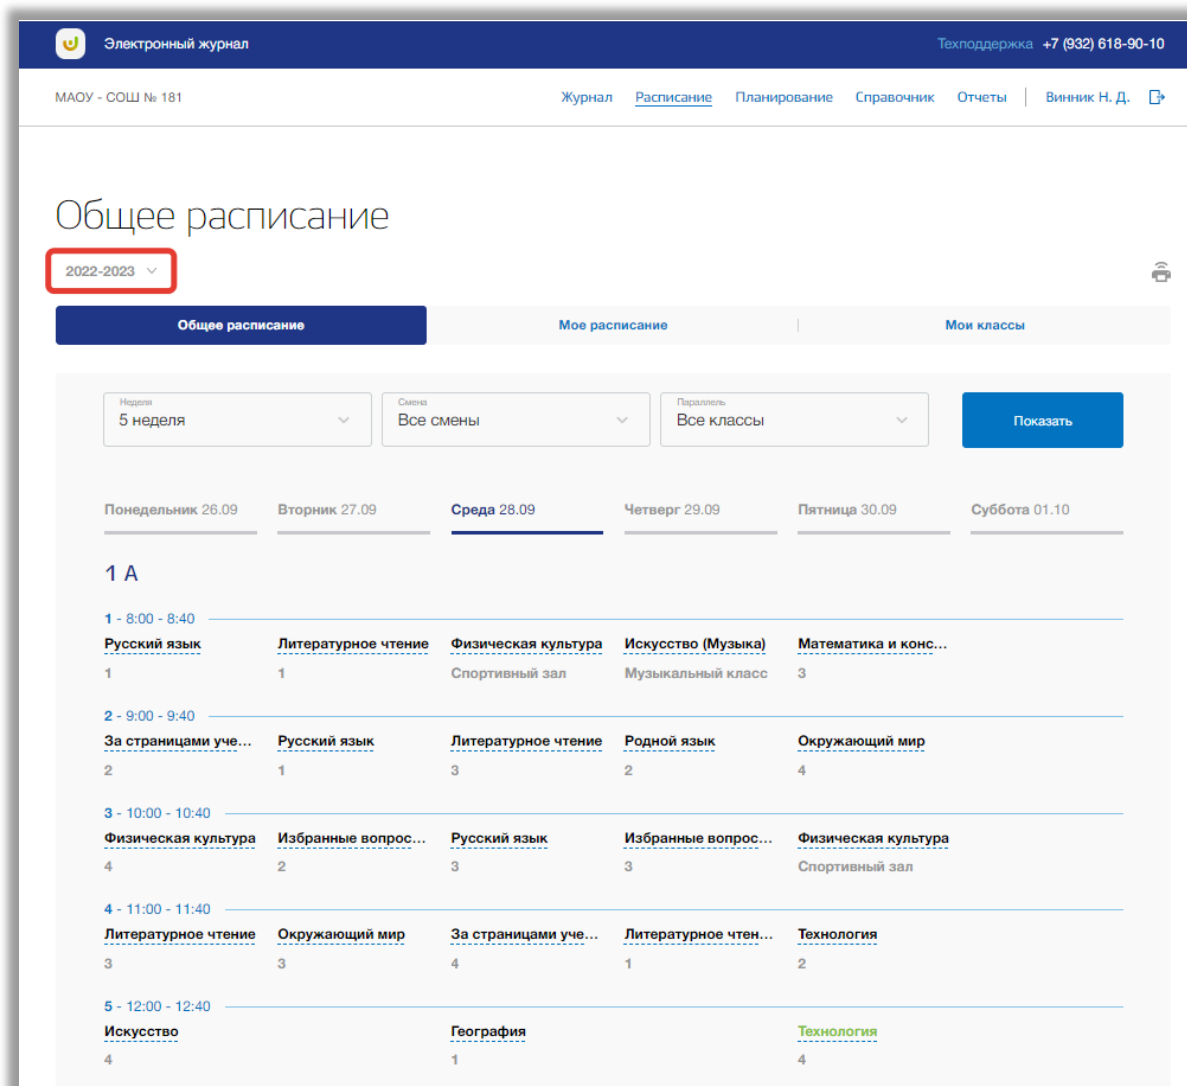 Электронный журнал Техподдержка +7 (932) 618-90-10
МАОУ - СОШ № 181 Журнал Расписание Планирование Справочник Отчеты Винник Н. Д.
Общее расписание
2022-2023
Общее расписание Мое расписание Мои классы
Неделя Смена Параллель
5 неделя Все смены Все классы Показать
Понедельник 26.09 Вторник 27.09 Среда 28.09 Четверг 29.09 Пятница 30.09 Суббота 01.10
1 А
1 - 8:00 - 8:40
Русский язык Литературное чтение Физическая культура Искусство (Музыка) Математика и конс...
1 1 Спортивный зал Музыкальный класс 3
2 - 9:00 - 9:40
За страницами уче... Русский язык Литературное чтение Родной язык Окружающий мир
2 1 3 2 4
3 - 10:00 - 10:40
Физическая культура Избранные вопрос... Русский язык Избранные вопрос... Физическая культура
4 2 3 3 Спортивный зал
4 - 11:00 - 11:40
Литературное чтение Окружающий мир За страницами уче... Литературное чтен... Технология
3 3 4 1 2
5 - 12:00 - 12:40
Искусство География Технология
4 1 4